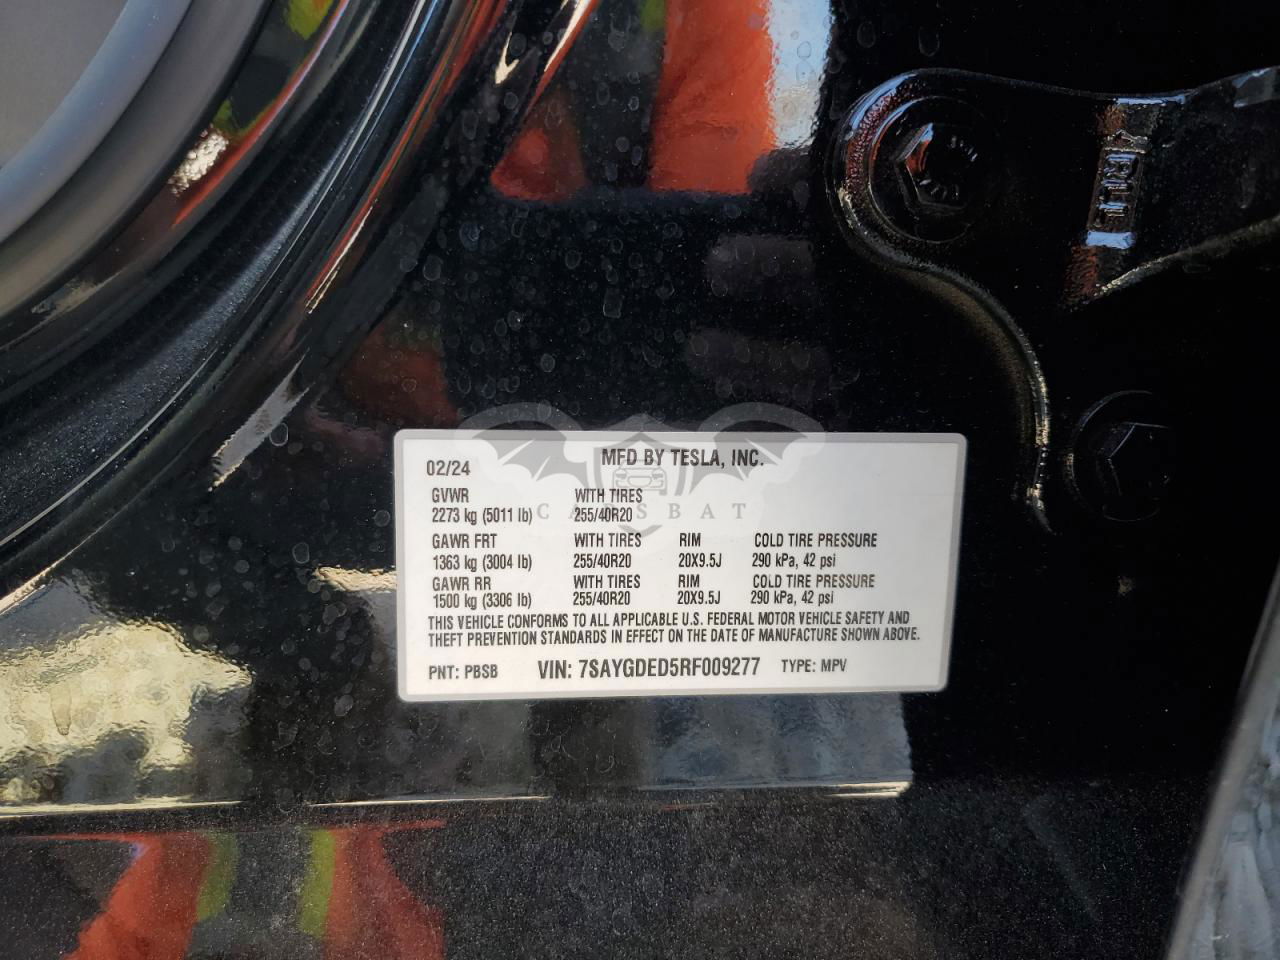 MFD BY TESLA, INC.
02/24
GVWR WITH TIRES
2273 kg (5011 lb) 255/40R20
GAWR FRT WITH TIRES RIM COLD TIRE PRESSURE
1363 kg (3004 lb) 255/40R20 20X9.5J 290 kPa, 42 psi
GAWR RR WITH TIRES RIM COLD TIRE PRESSURE
1500 kg (3306 lb) 255/40R20 20X9.5J 290 kPa, 42 psi
THIS VEHICLE CONFORMS TO ALL APPLICABLE U.S. FEDERAL MOTOR VEHICLE SAFETY AND
THEFT PREVENTION STANDARDS IN EFFECT ON THE DATE OF MANUFACTURE SHOWN ABOVE.
PNT: PBSB VIN: 7SAYGDED5RF009277 TYPE: MPV
CARSBAT